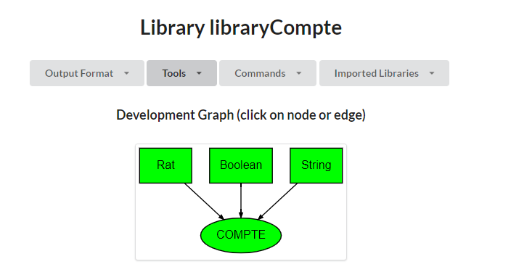 Library libraryCompte
Output Format Tools Commands Imported Libraries
Development Graph (click on node or edge)
Rat Boolean String
COMPTE